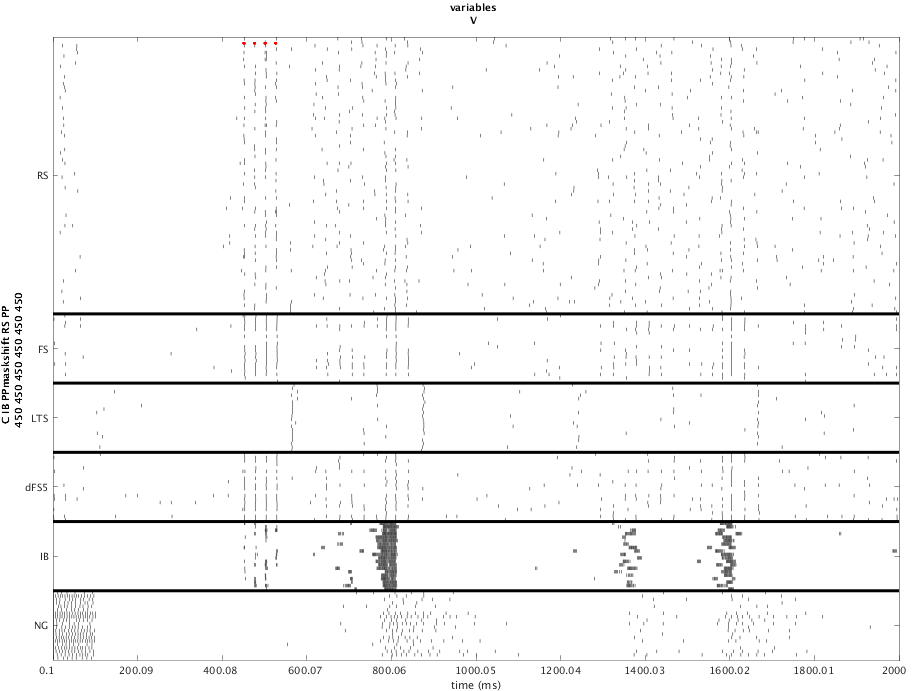 variables
V
C IB PPmaskshift RS PP
450 450 450 450 450 450
RS
FS
LTS
dFS5
IB
NG
0.1 200.09 400.08 600.07 800.06 1000.05 1200.04 1400.03 1600.02 1800.01 2000
time (ms)